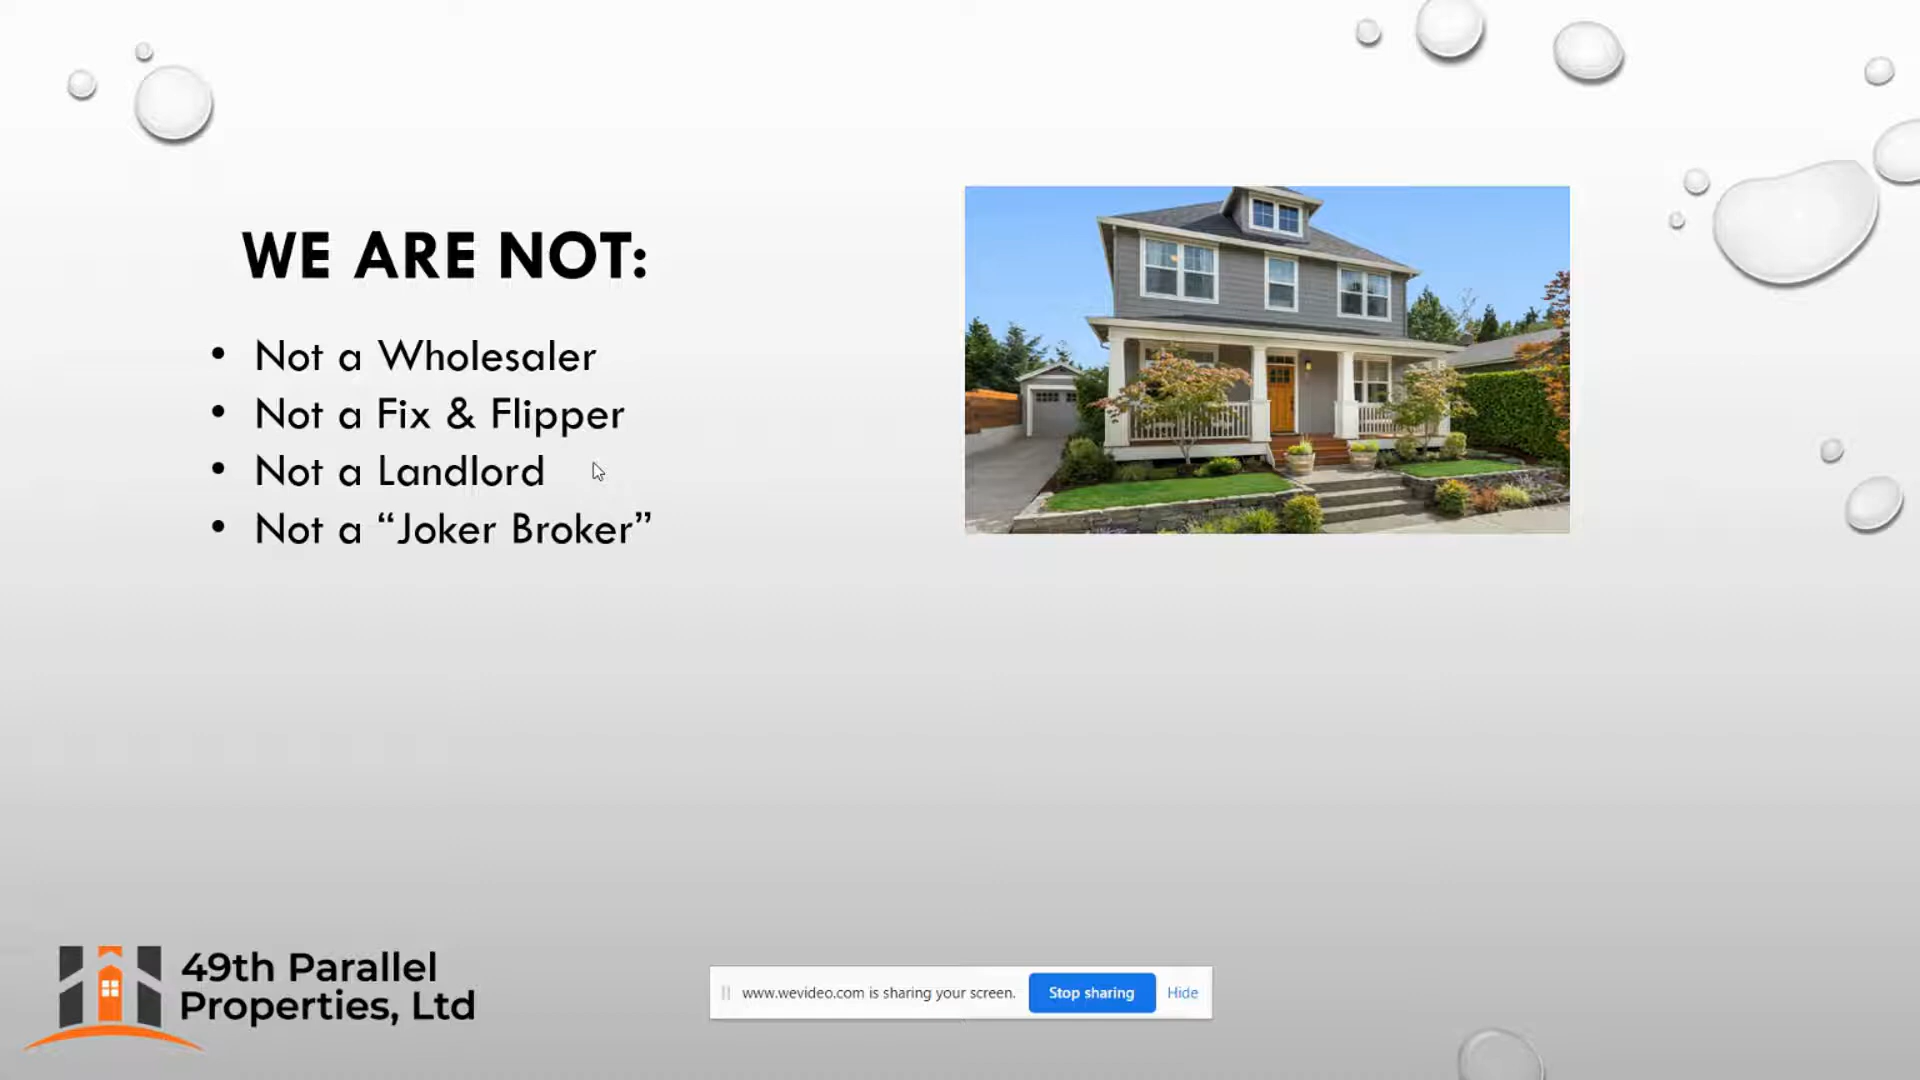 WE ARE NOT:
• Not a Wholesaler
• Not a Fix & Flipper
• Not a Landlord
• Not a “Joker Broker”
49th Parallel
Properties, Ltd
www.wevideo.com is sharing your screen. Stop sharing Hide